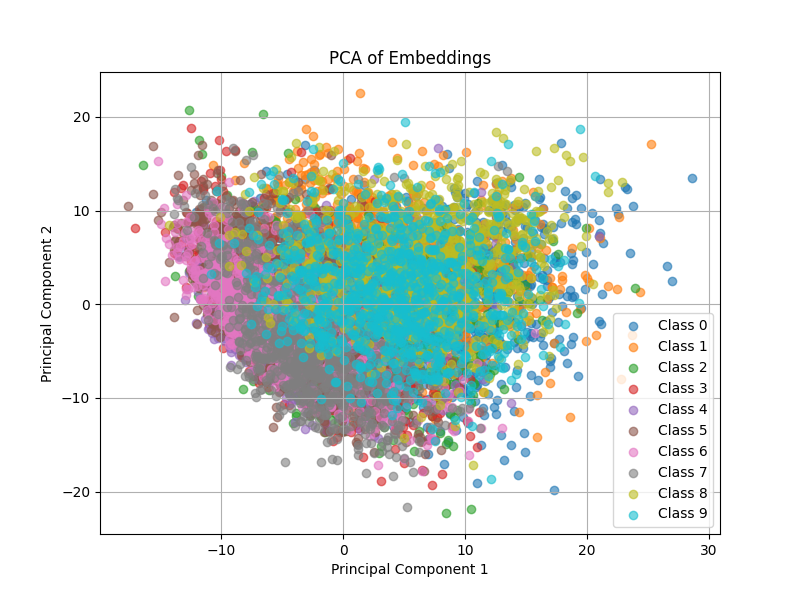 PCA of Embeddings
Principal Component 2
20
10
0
−10
−20
Class 0
Class 1
Class 2
Class 3
Class 4
Class 5
Class 6
Class 7
Class 8
Class 9
−10 0 10 20 30
Principal Component 1